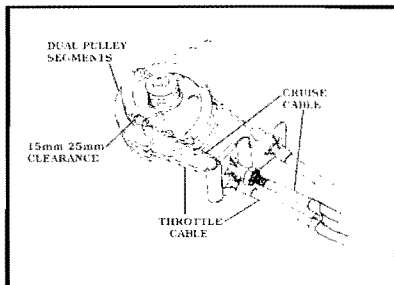 DUAL PULLEY
SEGMENTS
CRUISE
CABLE
15mm 25mm
CLEARANCE
THROTTLE
CABLE